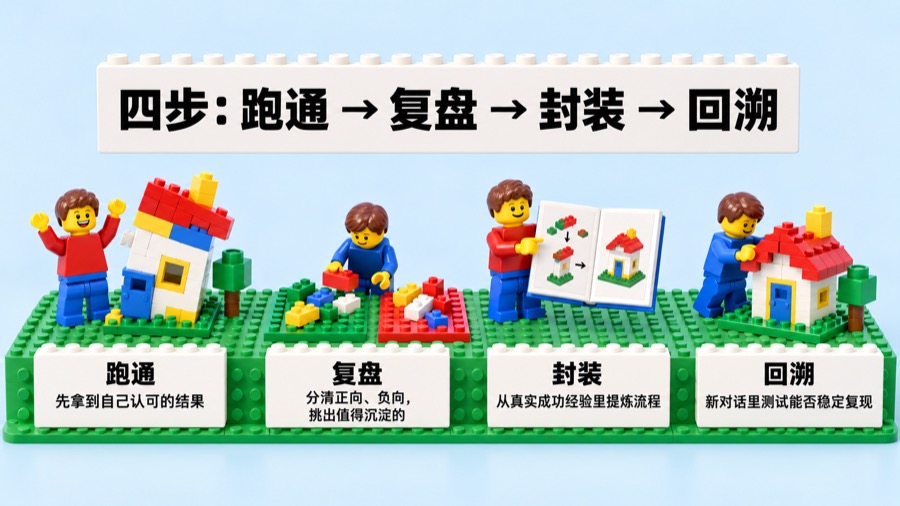 四步：跑通→复盘→封装→回溯
跑通
先拿到自己认可的结果
复盘
分清正向、负向，
挑出值得沉淀的
封装
从真实成功经验里提炼流程
回溯
新对话里测试能否稳定复现